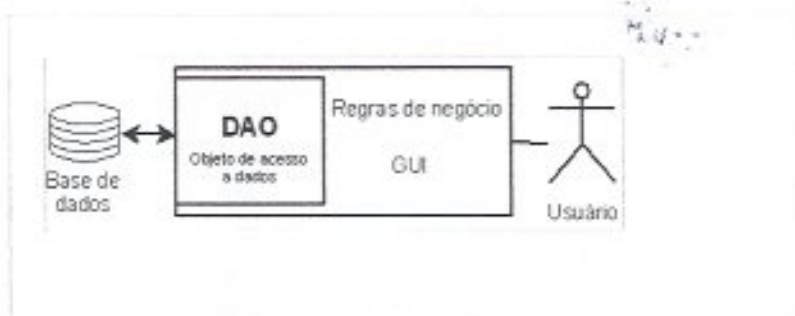 DAO
Objeto de acesso
a dados
Regras de negócio
GUI
Base de
dados
Usuário